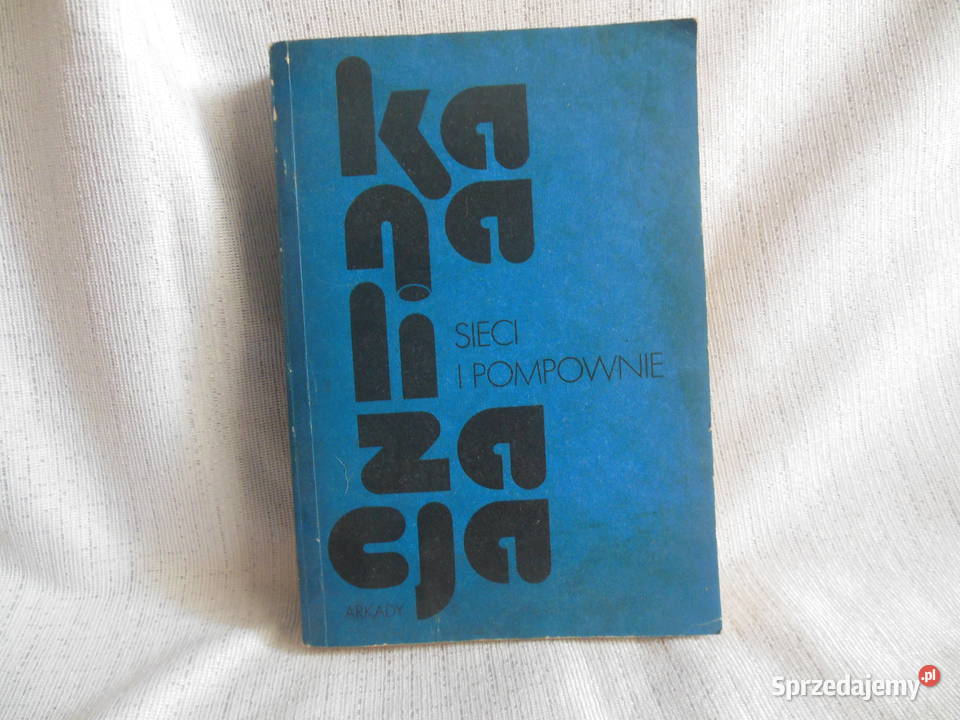 ka
na
li
za
cja
SIECI
I POMPOWNIE
ARKADY
Sprzedajemy.pl